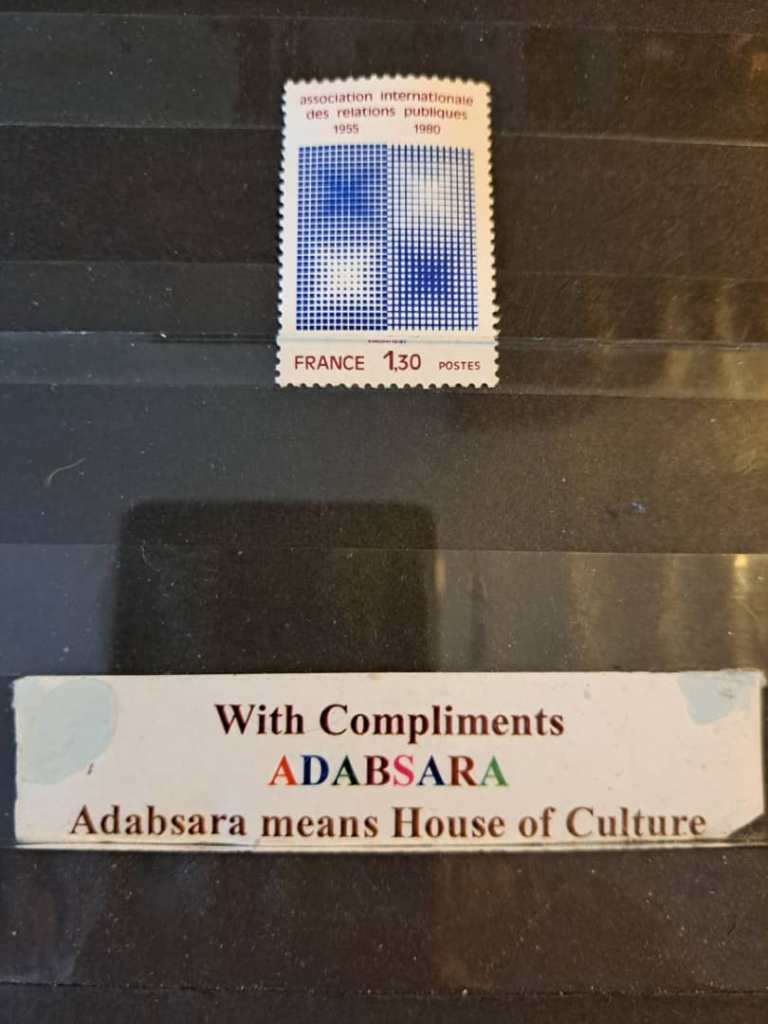 association internationale
des relations publiques
1955 1980
FRANCE 1,30 POSTES
With Compliments
ADABSARA
Adabsara means House of Culture